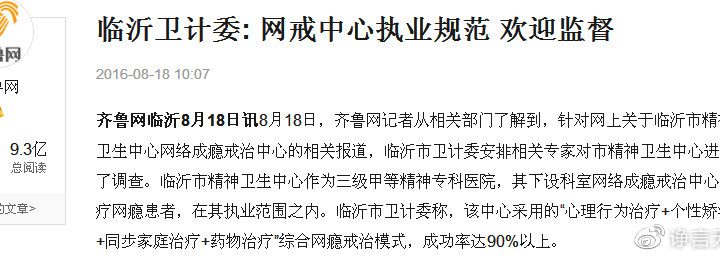 临沂卫计委: 网戒中心执业规范 欢迎监督
2016-08-18 10:07
鲁网
鲁网
9.3亿
总阅读
的文章>
齐鲁网临沂8月18日讯8月18日，齐鲁网记者从相关部门了解到，针对网上关于临沂市精神
卫生中心网络成瘾戒治中心的相关报道，临沂市卫计委安排相关专家对市精神卫生中心进
了调查。临沂市精神卫生中心作为三级甲等精神专科医院，其下设科室网络成瘾戒治中心
疗网瘾患者，在其执业范围之内。临沂市卫计委称，该中心采用的“心理行为治疗+个性矫
+同步家庭治疗+药物治疗”综合网瘾戒治模式，成功率达90%以上。
诤言